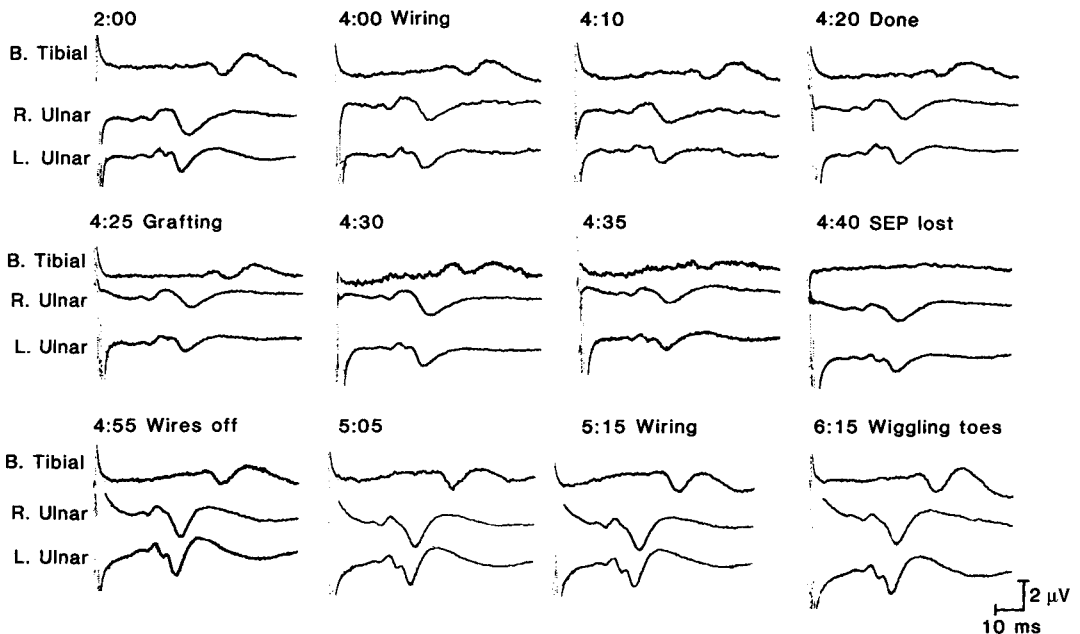 2:00 4:00 Wiring 4:10 4:20 Done
B. Tibial
R. Ulnar
L. Ulnar
4:25 Grafting 4:30 4:35 4:40 SEP lost
B. Tibial
R. Ulnar
L. Ulnar
4:55 Wires off 5:05 5:15 Wiring 6:15 Wiggling toes
B. Tibial
R. Ulnar
L. Ulnar
2 μV
10 ms